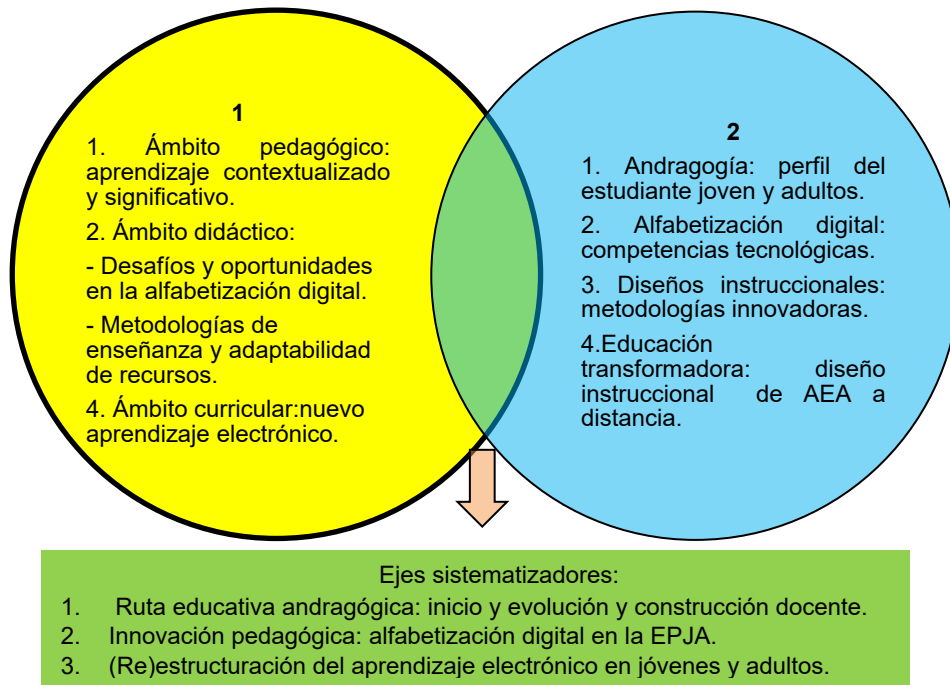 1
1. Ámbito pedagógico:
aprendizaje contextualizado
y significativo.
2. Ámbito didáctico:
- Desafíos y oportunidades
en la alfabetización digital.
- Metodologías de
enseñanza y adaptabilidad
de recursos.
4. Ámbito curricular:nuevo
aprendizaje electrónico.
2
1. Andragogía: perfil del
estudiante joven y adultos.
2. Alfabetización digital:
competencias tecnológicas.
3. Diseños instruccionales:
metodologías innovadoras.
4.Educación
transformadora: diseño
instruccional de AEA a
distancia.
Ejes sistematizadores:
1. Ruta educativa andragógica: inicio y evolución y construcción docente.
2. Innovación pedagógica: alfabetización digital en la EPJA.
3. (Re)estructuración del aprendizaje electrónico en jóvenes y adultos.